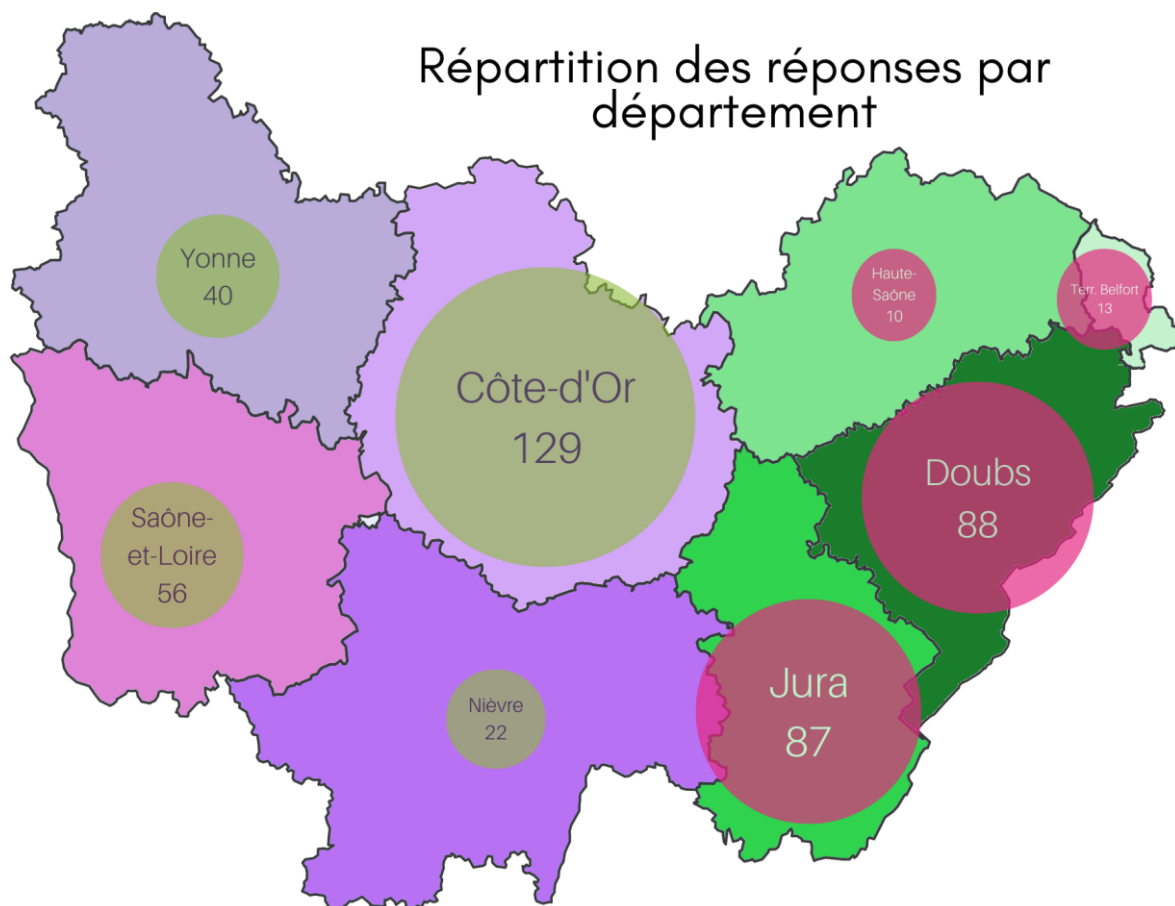 Répartition des réponses par
département
Yonne
40
Côte-d'Or
129
Haute-
Saône
10
Terr. Belfort
13
Doubs
88
Saône-
et-Loire
56
Nièvre
22
Jura
87